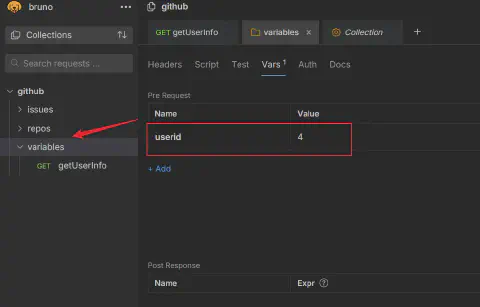 bruno
...
Collections
Search requests ...
github
issues
repos
variables
GET getUserInfo
github
GET getUserInfo
variables ×
Collection
+
Headers Script Test Vars 1 Auth Docs
Pre Request
Name Value
userid 4
+ Add
Post Response
Name Expr ?